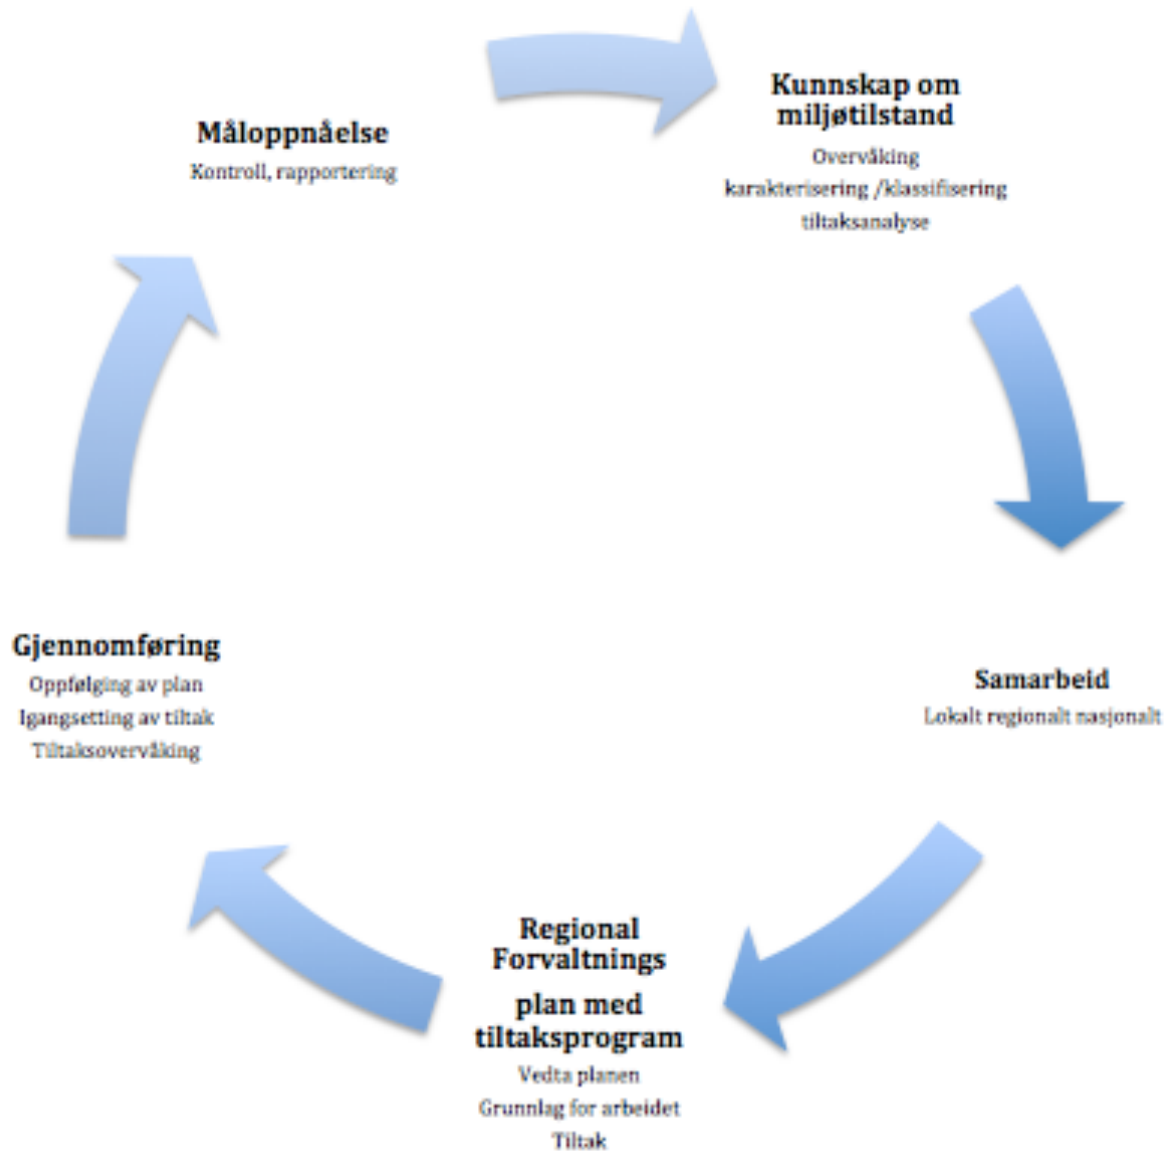 Måloppnåelse
Kontroll, rapportering
Kunnskap om
miljøtilstand
Overvåking
karakterisering /klassifisering
tiltaksanalyse
Samarbeid
Lokalt regionalt nasjonalt
Regional
Forvaltnings
plan med
tiltaksprogram
Vedta planen
Grunnlag for arbeidet
Tiltak
Gjennomføring
Oppfølging av plan
Igangsetting av tiltak
Tiltaksovervåking